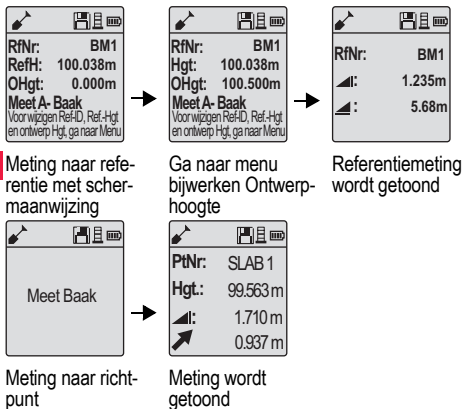 RfNr: BM1
RefH: 100.038m
OHgt: 0.000m
Meet A- Baak
Voor wijzigen Ref-ID, Ref.-Hgt
en ontwerp Hgt, ga naar Menu
Meting naar refe-
rentie met scher-
maanwijzing
RfNr: BM1
Hgt: 100.038m
OHgt: 100.500m
Meet A- Baak
Voor wijzigen Ref-ID, Ref.-Hgt
en ontwerp Hgt, ga naar Menu
Ga naar menu
bijwerken Ontwerp-
hoogte
RfNr: BM1
: 1.235m
: 5.68m
Referentiemeting
wordt getoond
Meet Baak
Meting naar richt-
punt
PtNr: SLAB 1
Hgt.: 99.563 m
: 1.710 m
0.937 m
Meting wordt
getoond